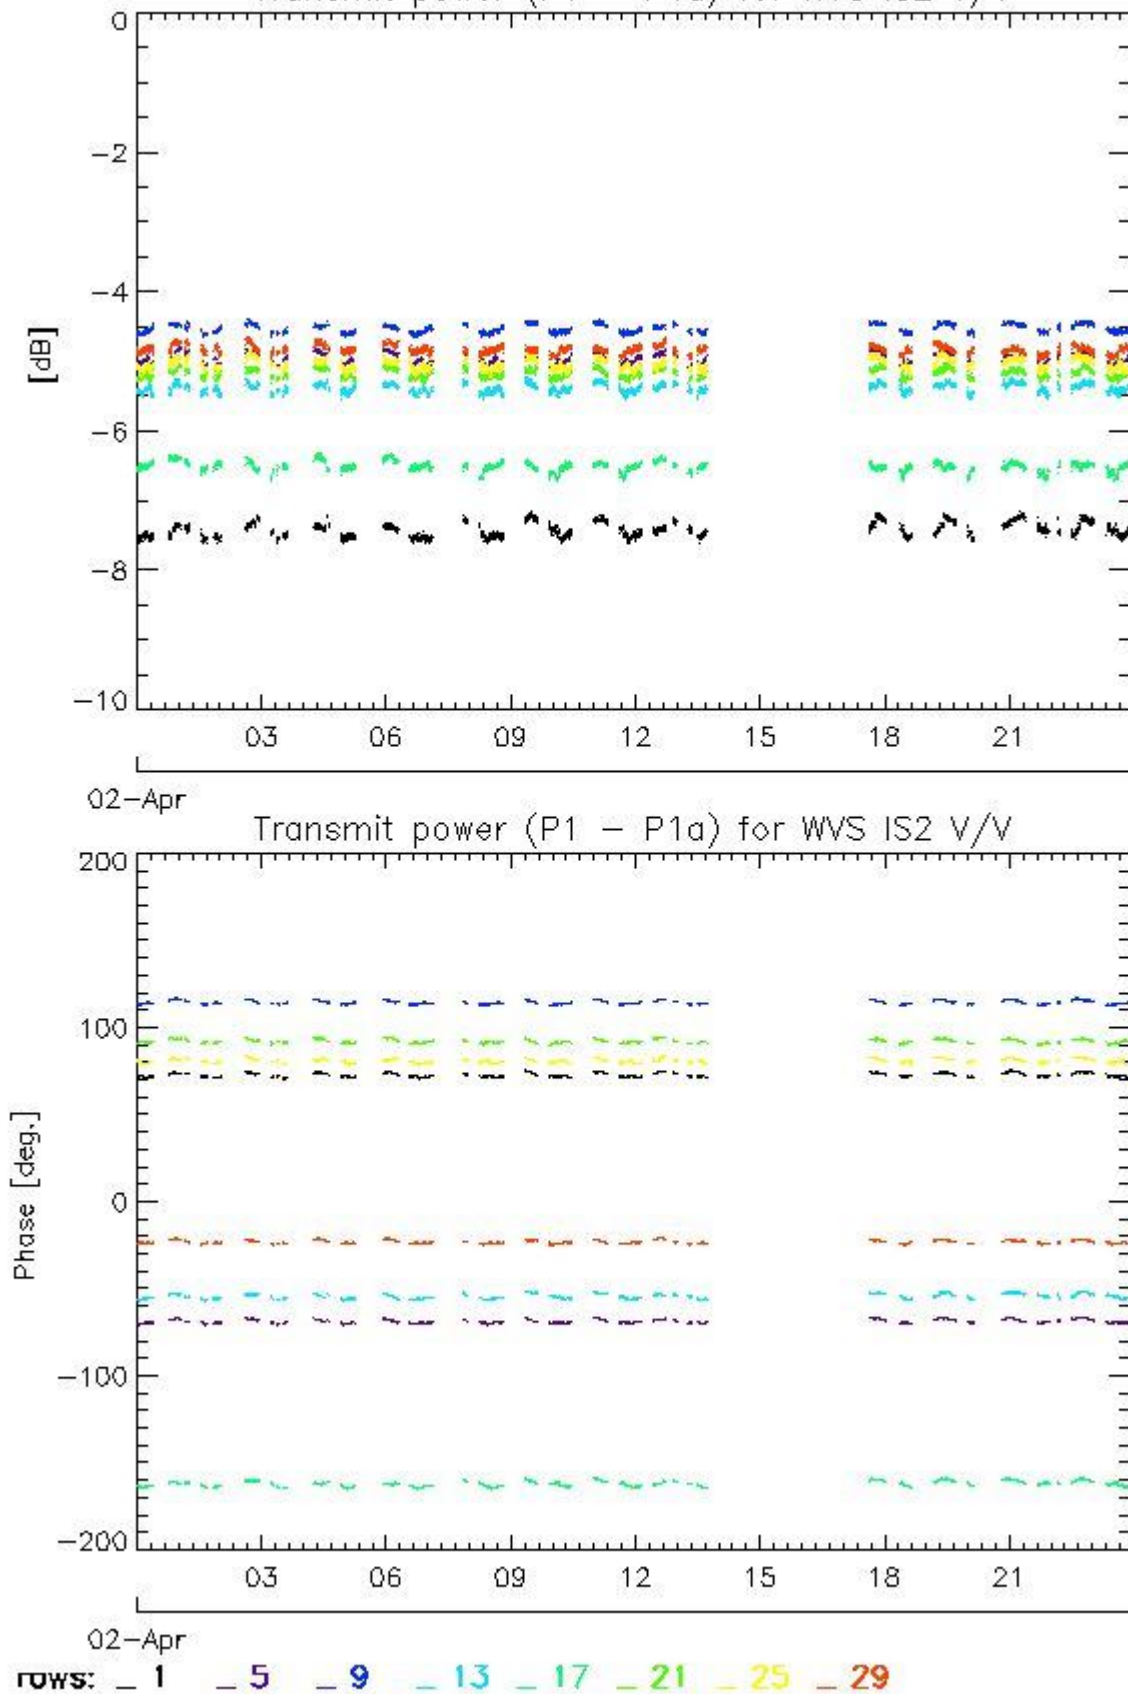 0
−2
−4
[dB]
−6
−8
−10
03 06 09 12 15 18 21
02−Apr
Transmit power (P1 − P1a) for WVS IS2 V/V
200
100
0
Phase [deg.]
−100
−200
03 06 09 12 15 18 21
02−Apr
rows: _ 1 _ 5 _ 9 _ 13 _ 17 _ 21 _ 25 _ 29